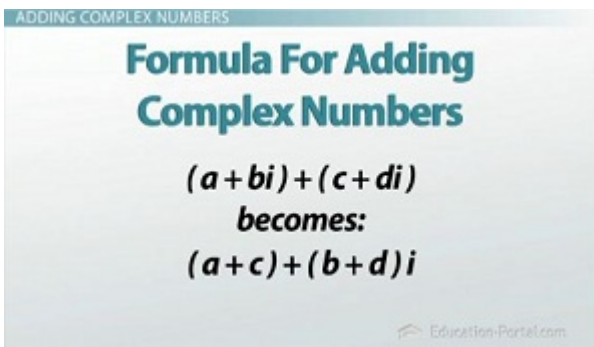 ADDING COMPLEX NUMBERS
Formula For Adding
Complex Numbers
(a+bi)+(c+di)
becomes:
(a+c)+(b+d)i
Education-Portal.com